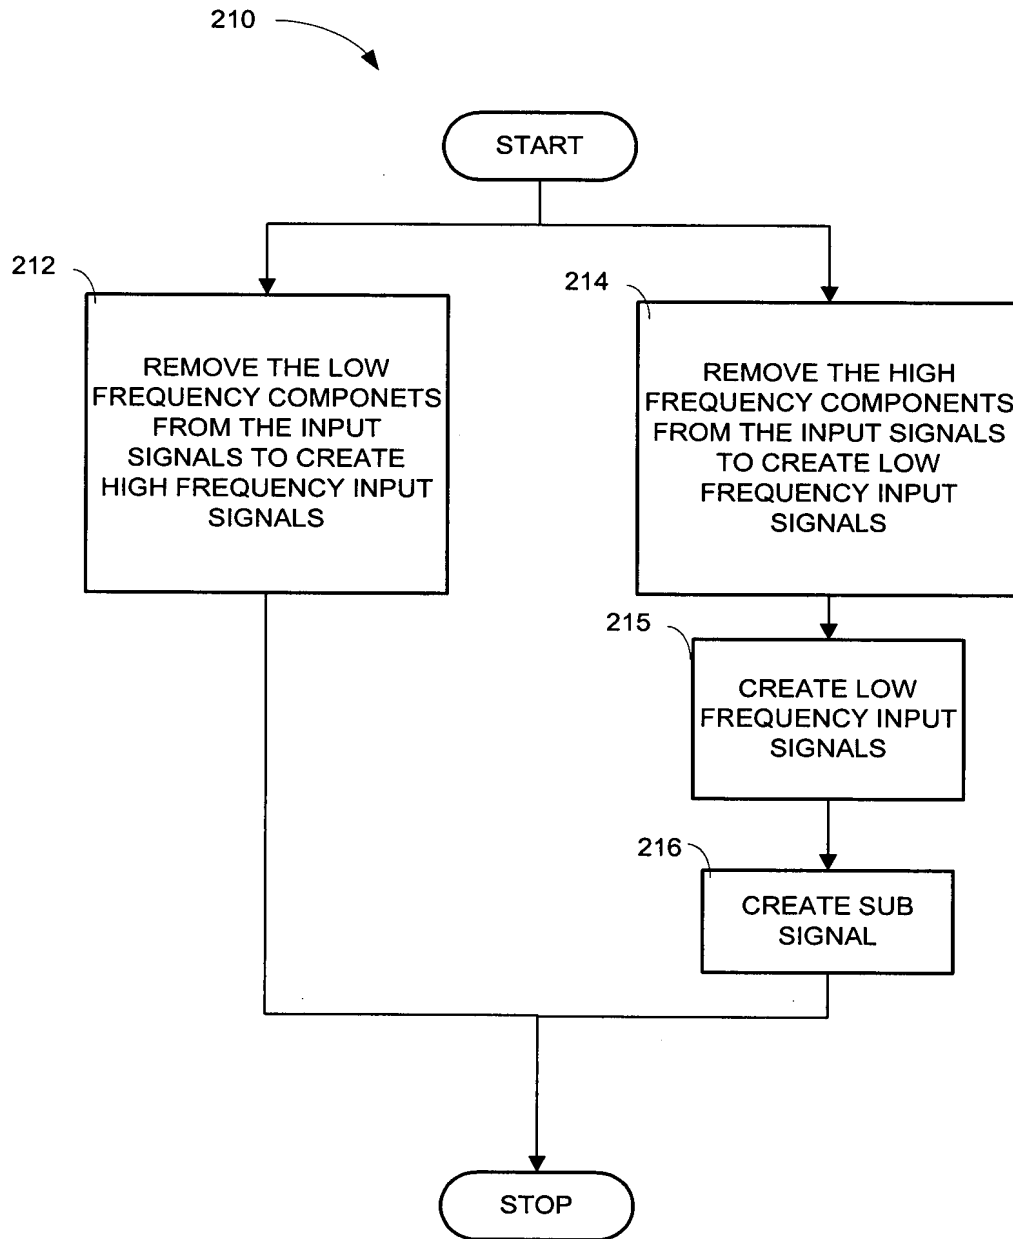 210
START
212
REMOVE THE LOW
FREQUENCY COMPONETS
FROM THE INPUT
SIGNALS TO CREATE
HIGH FREQUENCY INPUT
SIGNALS
214
REMOVE THE HIGH
FREQUENCY COMPONENTS
FROM THE INPUT SIGNALS
TO CREATE LOW
FREQUENCY INPUT
SIGNALS
215
CREATE LOW
FREQUENCY INPUT
SIGNALS
216
CREATE SUB
SIGNAL
STOP